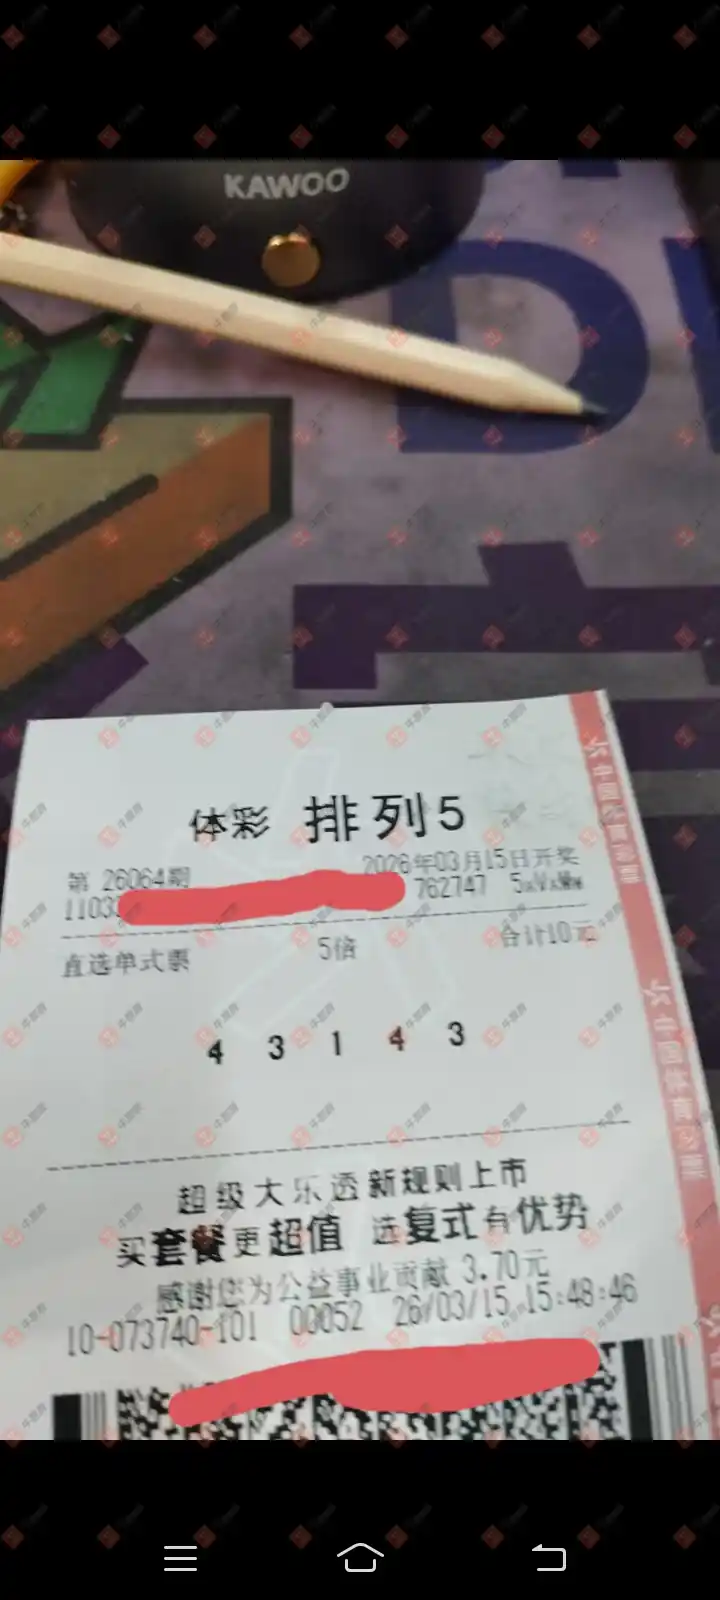 KAWOO
体彩 排列5
第 26064期 2026年03月15日开奖
11033 762747 5
直选单式票 5倍 合计10元
4 3 1 4 3
超级大乐透新规则上市
买套餐更超值 选复式有优势
感谢您为公益事业贡献 3.70元
10-073740-101 00052 26/03/15 15:48:46
中国体育彩票
中国体育彩票